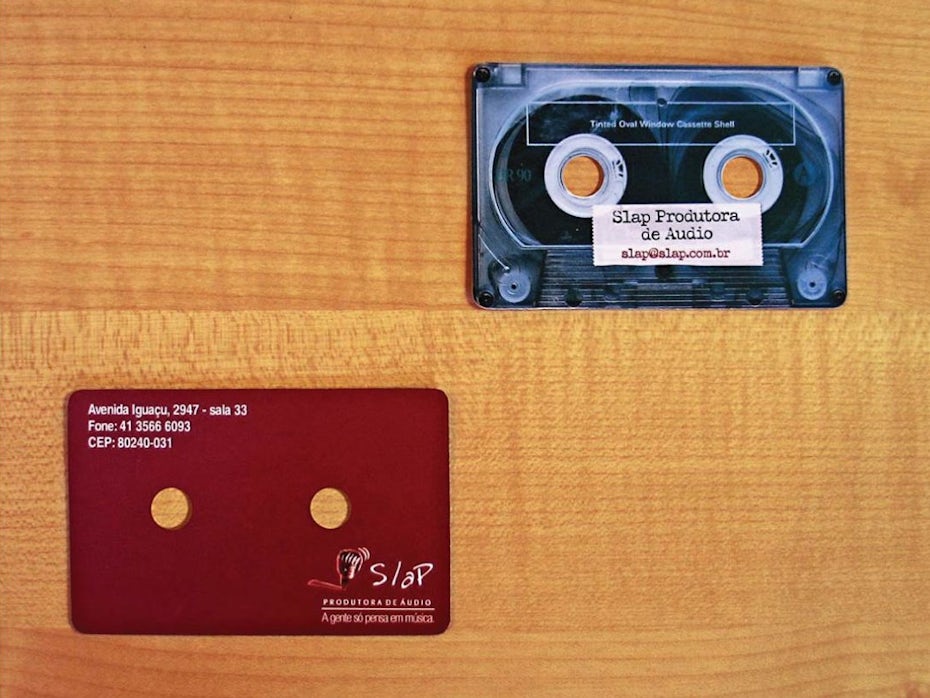 Tinted Oval Window Cassette Shell
R 90
A
Slap Produtora
de Audio
slap@slap.com.br
Avenida Iguaçu, 2947 - sala 33
Fone: 41 3566 6093
CEP: 80240-031
SlaP
PRODUTORA DE ÁUDIO
A gente só pensa em música.